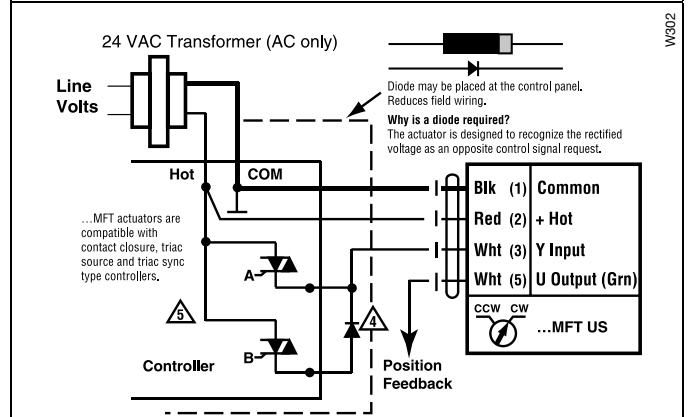 W302
24 VAC Transformer (AC only)
Line
Volts
Diode may be placed at the control panel.
Reduces field wiring.
Why is a diode required?
The actuator is designed to recognize the rectified
voltage as an opposite control signal request.
Hot
COM
Blk (1) Common
Red (2) + Hot
Wht (3) Y Input
Wht (5) U Output (Grn)
CCW CW
...MFT US
...MFT actuators are
compatible with
contact closure, triac
source and triac sync
type controllers.
A
5
4
B
Controller
Position
Feedback